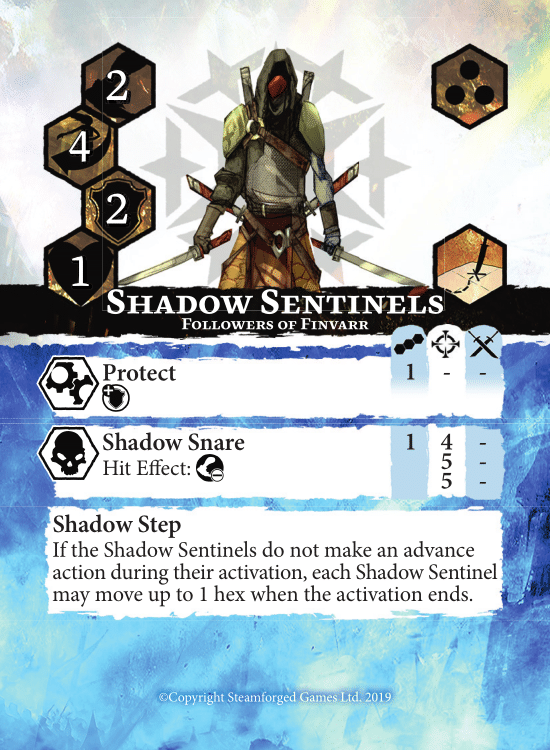 2
4
2
1
Shadow Sentinels
Followers of Finvarr
Protect 1 - -
Shadow Snare 1 4 -
Hit Effect: 5 -
5 -
Shadow Step
If the Shadow Sentinels do not make an advance
action during their activation, each Shadow Sentinel
may move up to 1 hex when the activation ends.
©Copyright Steamforged Games Ltd. 2019